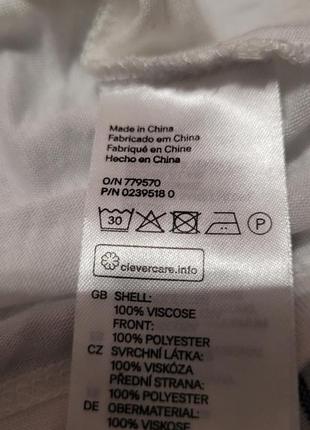 Made in China
Fabricado em China
Fabriqué en Chine
Hecho en China
O/N 779570
P/N 0239518 0
30 P
clevercare.info
GB SHELL:
100% VISCOSE
FRONT:
100% POLYESTER
CZ SVRCHNÍ LÁTKA:
100% VISKÓZA
PŘEDNÍ STRANA:
100% POLYESTER
DE OBERMATERIAL:
100% VISKOSE